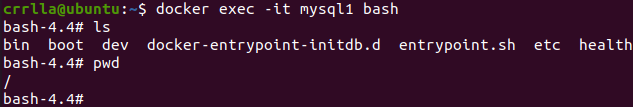 crrlla@ubuntu:~$ docker exec -it mysql1 bash
bash-4.4# ls
bin  boot  dev  docker-entrypoint-initdb.d  entrypoint.sh  etc  health
bash-4.4# pwd
/
bash-4.4#